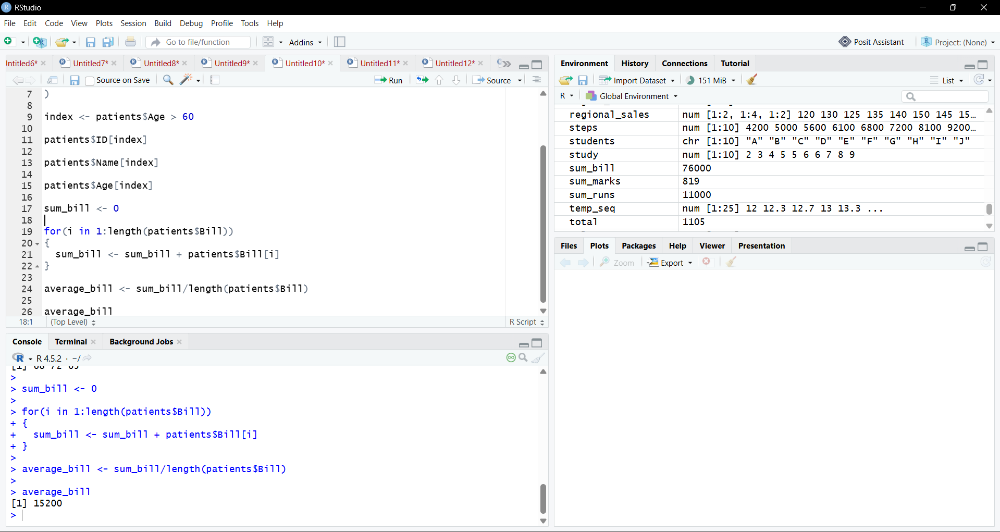 RStudio
File Edit Code View Plots Session Build Debug Profile Tools Help
Go to file/function Addins Posit Assistant Project: (None)
Untitled7* Untitled8* Untitled9* Untitled10* Untitled11* Untitled12*
Source on Save Run Source
7 )
8
9 index <- patients$Age > 60
10
11 patients$ID[index]
12
13 patients$Name[index]
14
15 patients$Age[index]
16
17 sum_bill <- 0
18
19 for(i in 1:length(patients$Bill))
20 {
21 sum_bill <- sum_bill + patients$Bill[i]
22 }
23
24 average_bill <- sum_bill/length(patients$Bill)
25
26 average_bill
18:1 (Top Level) R Script
Console Terminal Background Jobs
R 4.5.2 · ~/
>
> sum_bill <- 0
>
> for(i in 1:length(patients$Bill))
+ {
+ sum_bill <- sum_bill + patients$Bill[i]
+ }
>
> average_bill <- sum_bill/length(patients$Bill)
>
> average_bill
[1] 15200
>
Environment History Connections Tutorial
Import Dataset 151 MiB List
R Global Environment
regional_sales num [1:2, 1:4, 1:2] 120 130 125 135 140 150 145 15…
steps num [1:10] 4200 5000 5600 6100 6800 7200 8100 9200…
students chr [1:10] "A" "B" "C" "D" "E" "F" "G" "H" "I" "J"
study num [1:10] 2 3 4 5 5 6 6 7 8 9
sum_bill 76000
sum_marks 819
sum_runs 11000
temp_seq num [1:25] 12 12.3 12.7 13 13.3 ...
total 1105
Files Plots Packages Help Viewer Presentation
Zoom Export